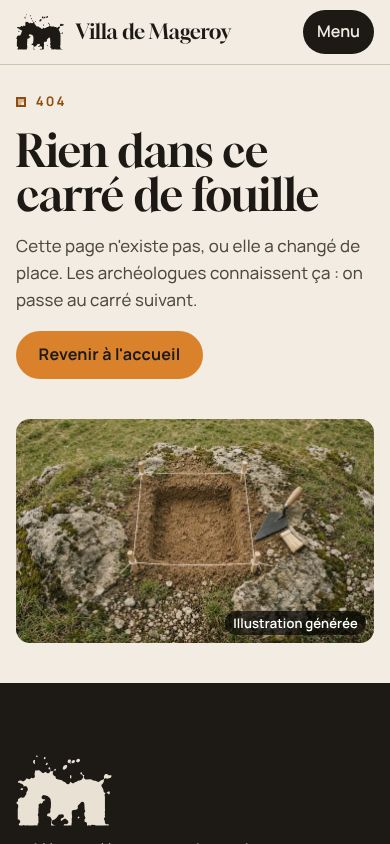 Villa de Mageroy
Menu
404
Rien dans ce
carré de fouille
Cette page n'existe pas, ou elle a changé de
place. Les archéologues connaissent ça : on
passe au carré suivant.
Revenir à l'accueil
Illustration générée